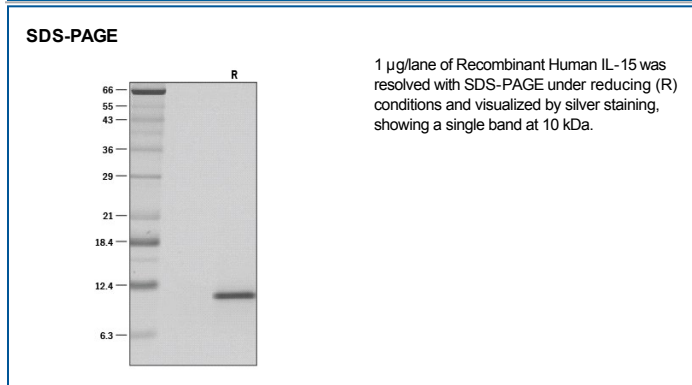 SDS-PAGE
R
66
55
43
36
29
21
18.4
12.4
6.3
1 µg/lane of Recombinant Human IL-15 was
resolved with SDS-PAGE under reducing (R)
conditions and visualized by silver staining,
showing a single band at 10 kDa.